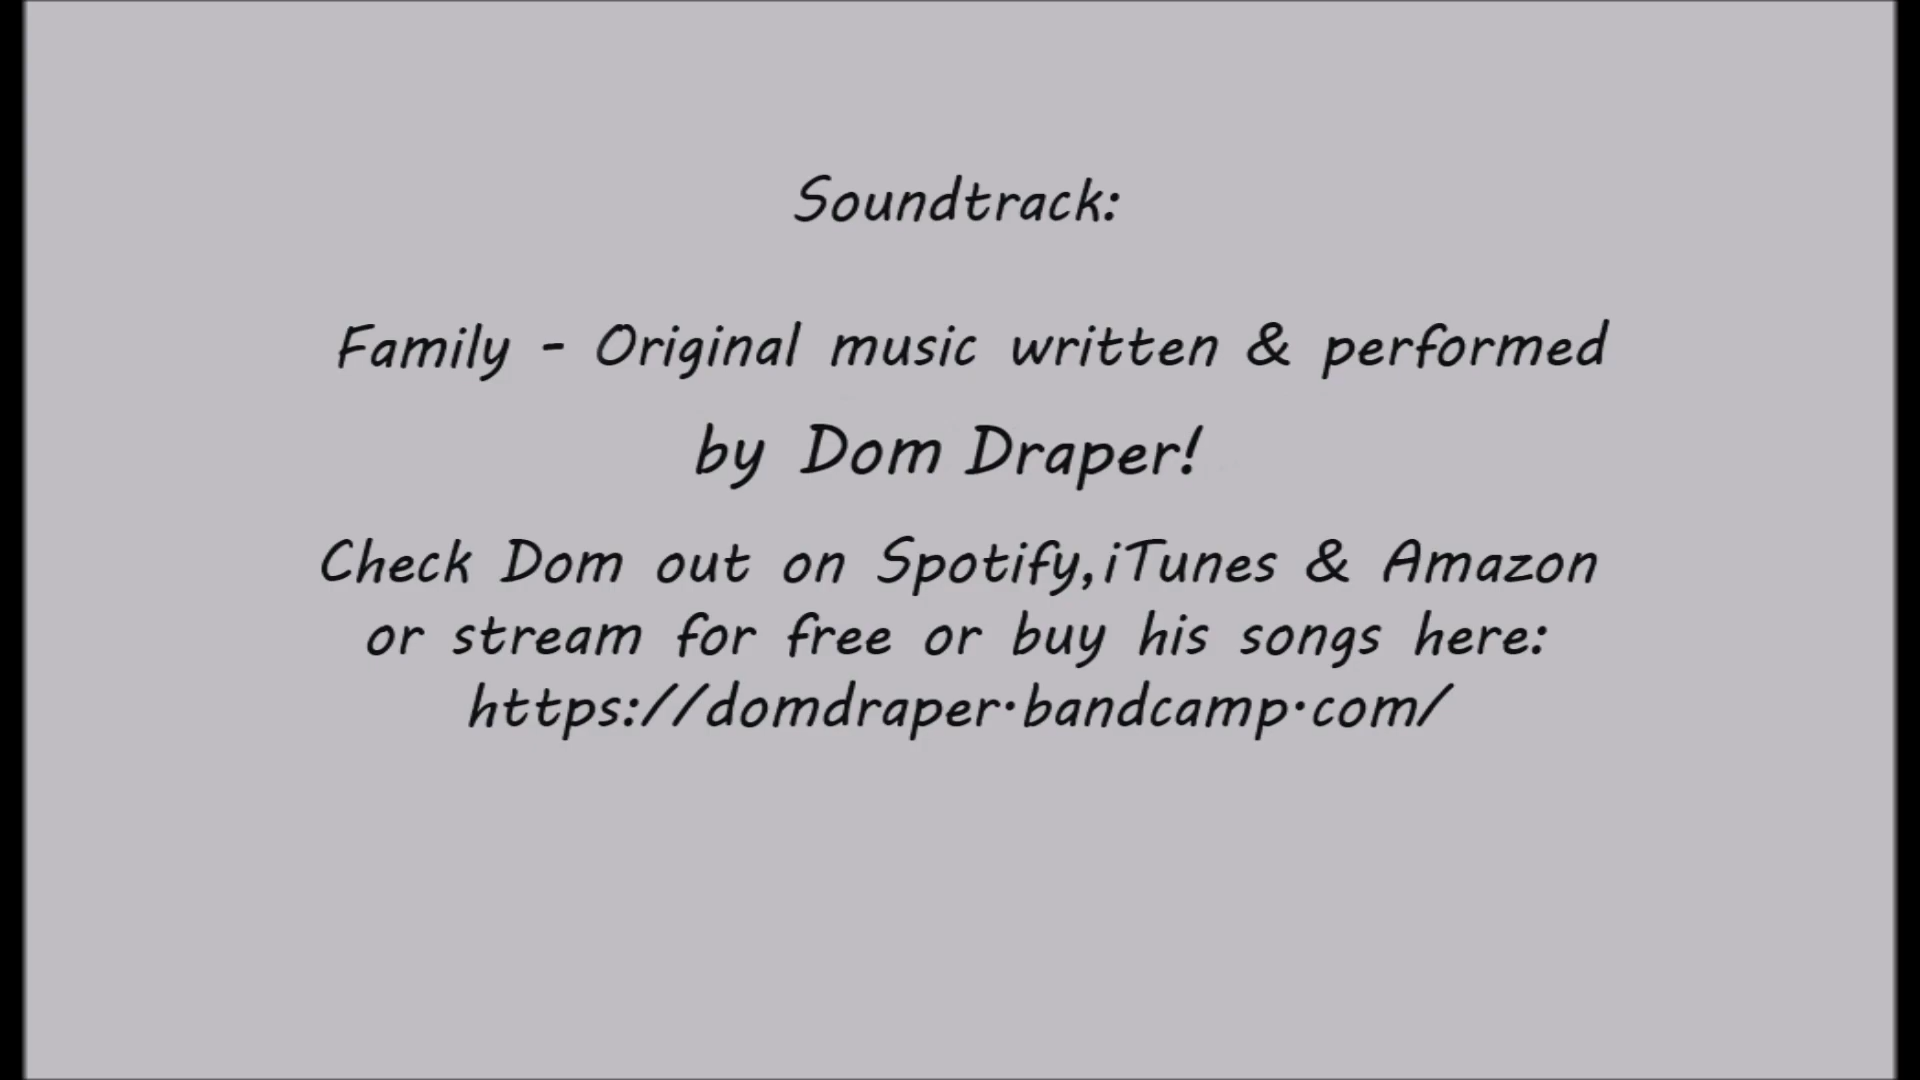 Soundtrack:
Family - Original music written & performed
by Dom Draper!
Check Dom out on Spotify,iTunes & Amazon
or stream for free or buy his songs here:
https://domdraper.bandcamp.com/